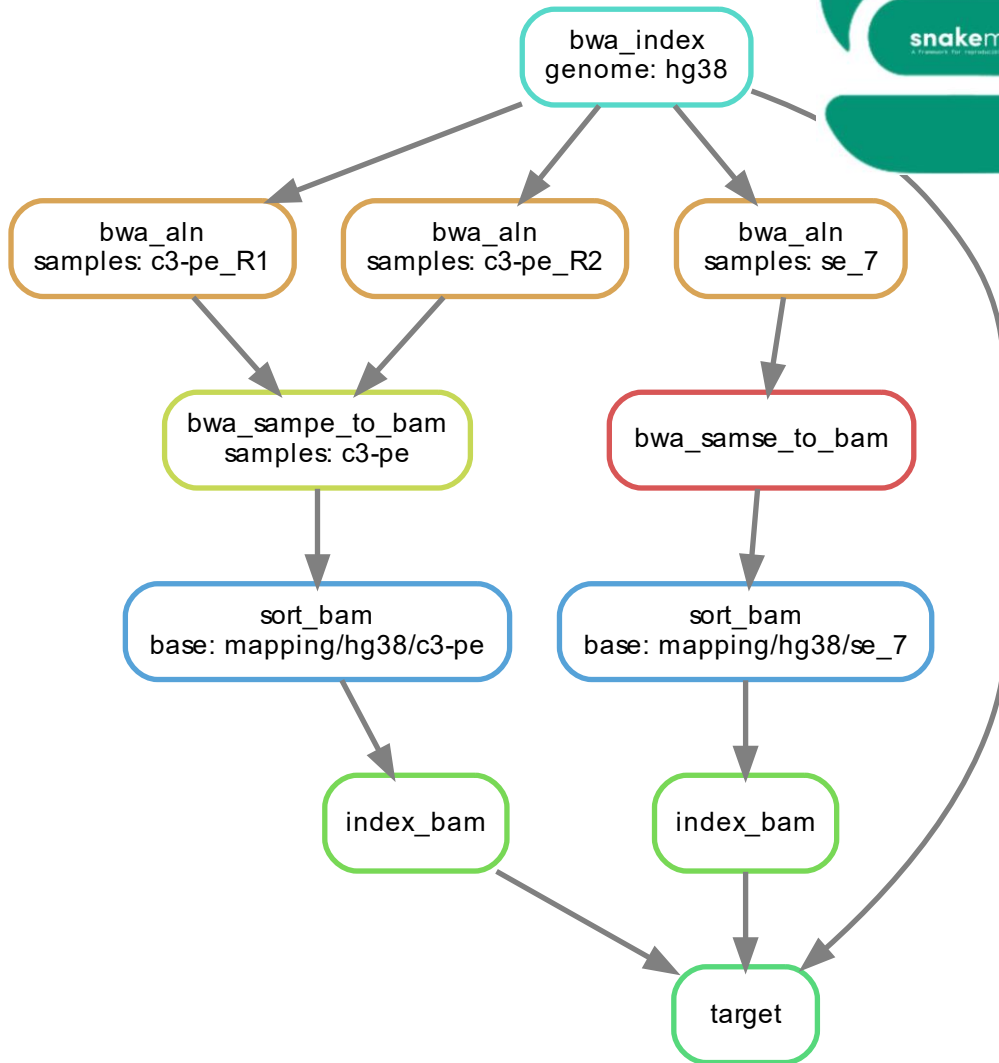 bwa_index
genome: hg38
bwa_aln
samples: c3-pe_R1
bwa_aln
samples: c3-pe_R2
bwa_aln
samples: se_7
bwa_sampe_to_bam
samples: c3-pe
bwa_samse_to_bam
sort_bam
base: mapping/hg38/c3-pe
sort_bam
base: mapping/hg38/se_7
index_bam
index_bam
target